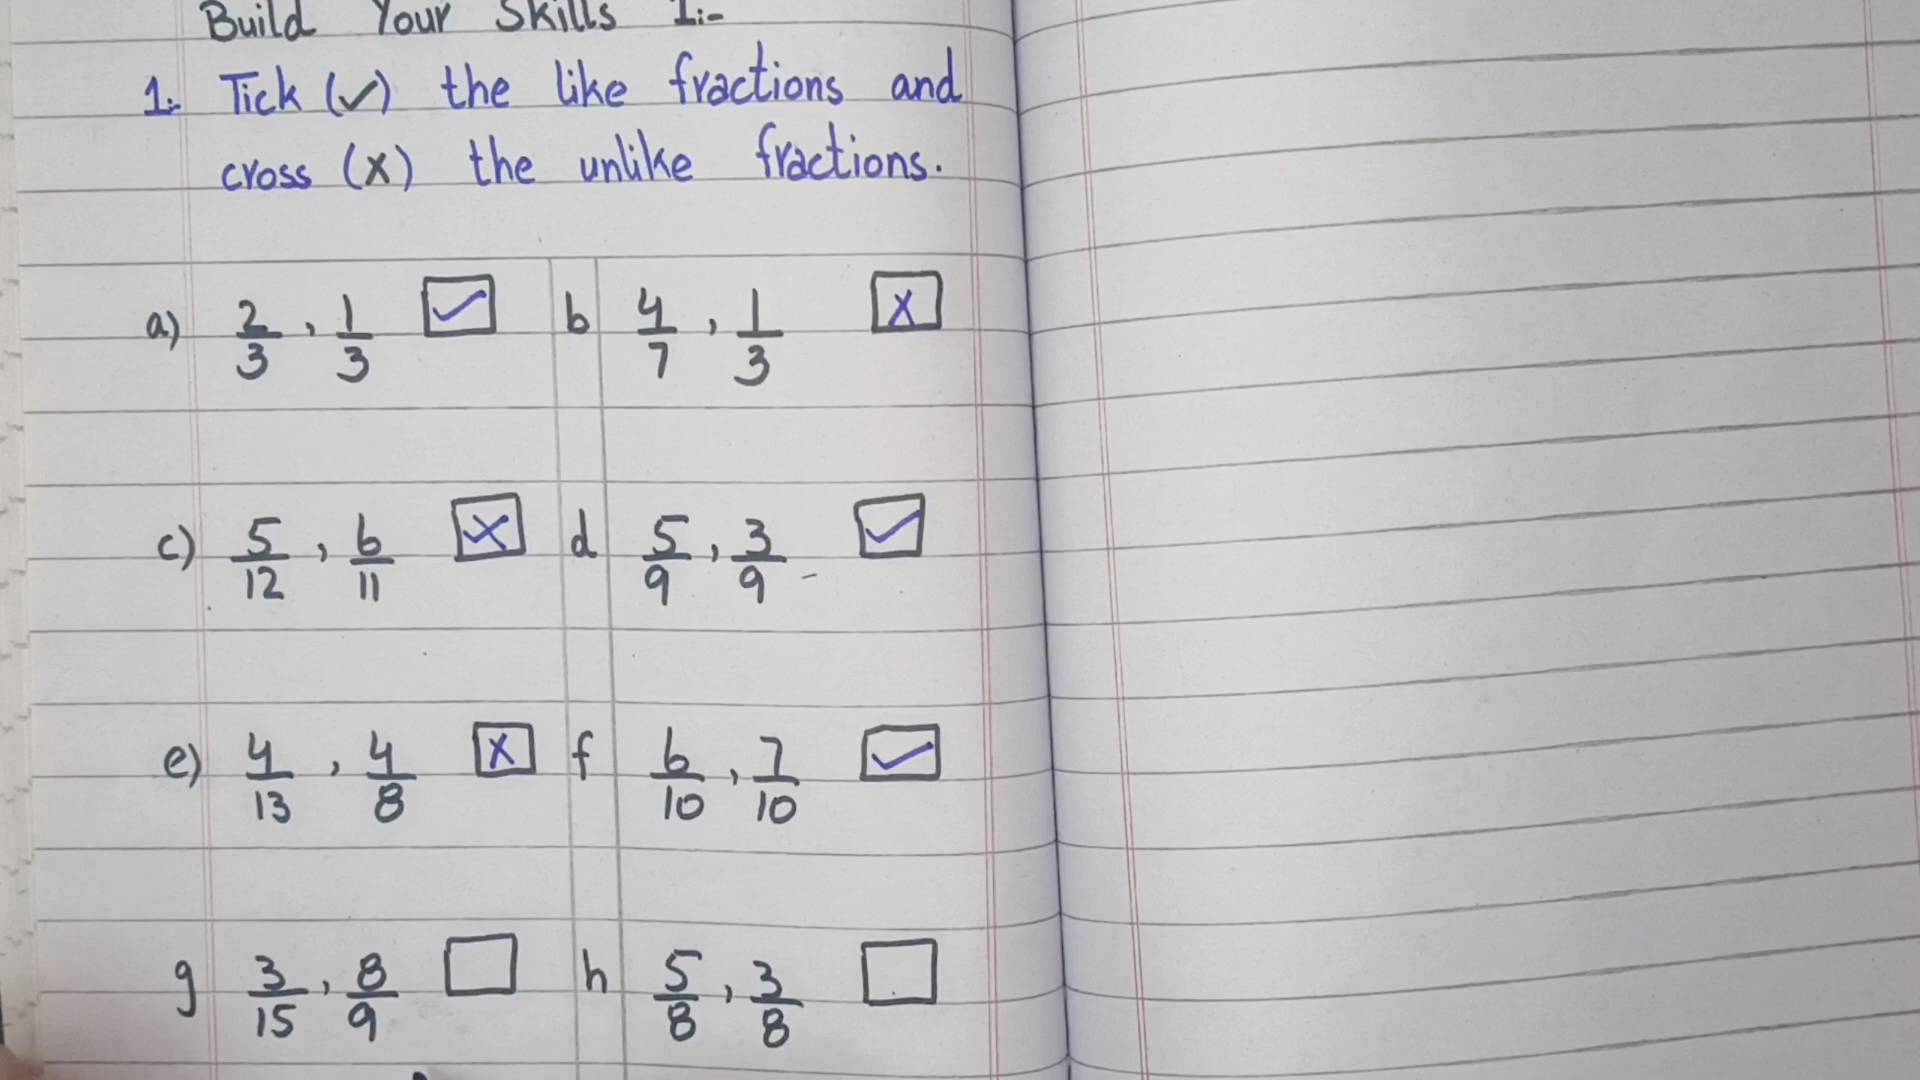 Build Your Skills 1:-
1. Tick (✓) the like fractions and
cross (x) the unlike fractions.
a) 2/3 , 1/3 ✓ b 4/7 , 1/3 x
c) 5/12 , 6/11 x d 5/9 , 3/9 ✓
e) 4/13 , 4/8 x f 6/10 , 7/10 ✓
g 3/15 , 8/9 h 5/8 , 3/8